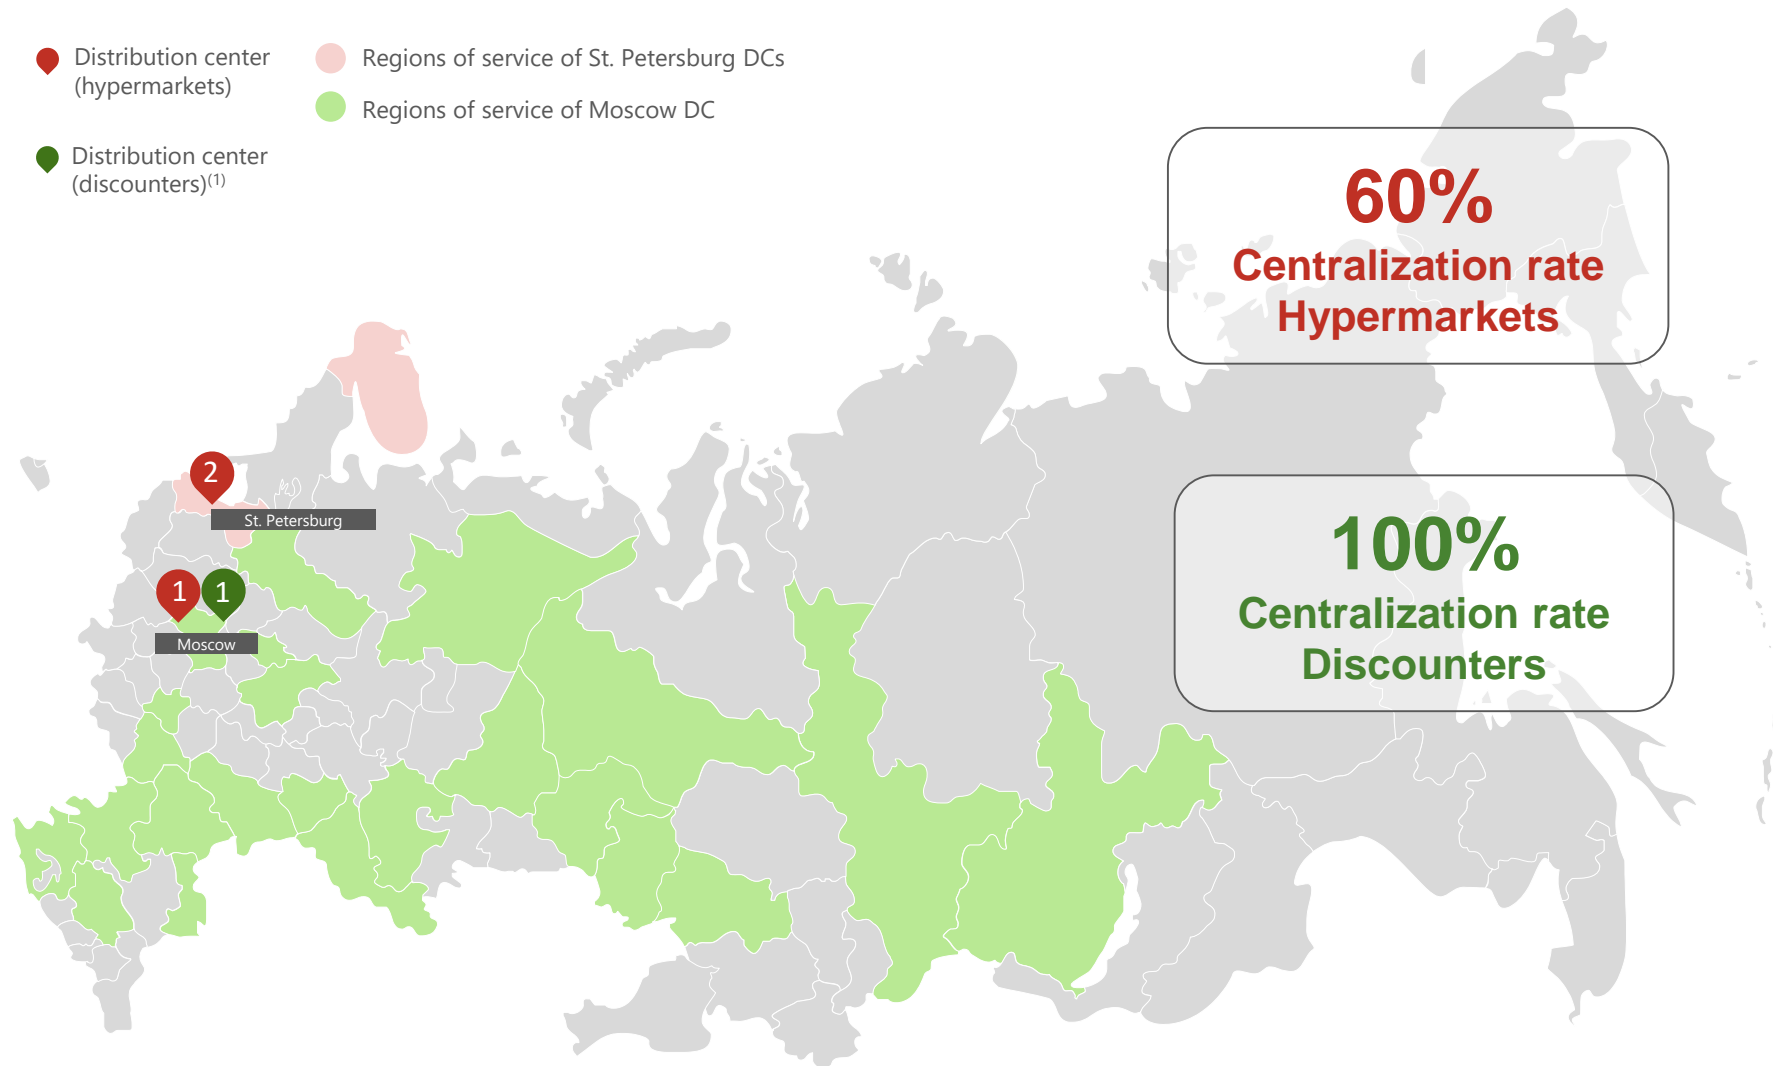 Distribution center
(hypermarkets)
Regions of service of St. Petersburg DCs
Regions of service of Moscow DC
Distribution center
(discounters)(1)
60%
Centralization rate
Hypermarkets
2
St. Petersburg
100%
Centralization rate
Discounters
1
1
Moscow